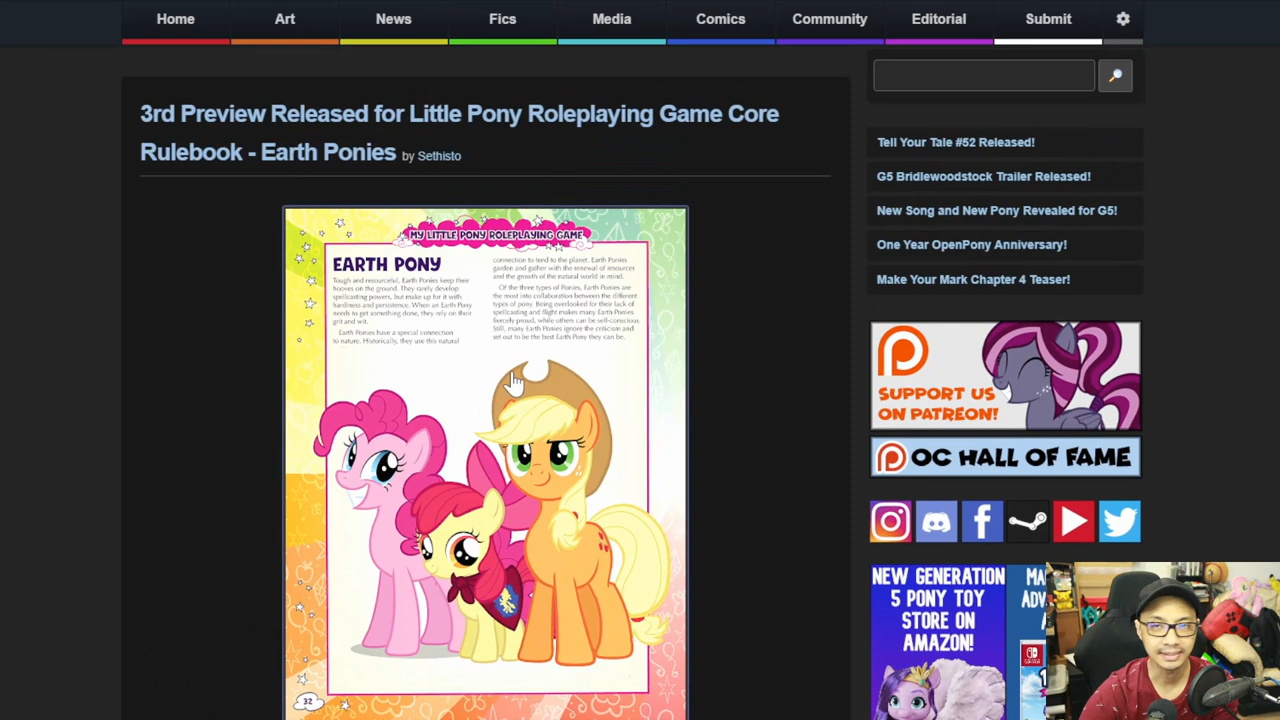 Home Art News Fics Media Comics Community Editorial Submit
3rd Preview Released for Little Pony Roleplaying Game Core
Rulebook - Earth Ponies by Sethisto
MY LITTLE PONY ROLEPLAYING GAME
EARTH PONY
Tough and resourceful, Earth Ponies keep their
hooves on the ground. They rarely develop
spellcasting powers, but make up for it with
hardiness and persistence. When an Earth Pony
needs to get something done, they rely on their
grit and wit.
Earth Ponies have a special connection
to nature. Historically, they use this natural
connection to tend to the planet. Earth Ponies
garden and gather with the renewal of resources
and the growth of the natural world in mind.
Of the three types of Ponies, Earth Ponies are
the most into collaboration between the different
types of pony. Being overlooked for their lack of
spellcasting and flight makes many Earth Ponies
fiercely proud, while others can be self-conscious.
Still, many Earth Ponies ignore the criticism and
set out to be the best Earth Pony they can be.
32
Tell Your Tale #52 Released!
G5 Bridlewoodstock Trailer Released!
New Song and New Pony Revealed for G5!
One Year OpenPony Anniversary!
Make Your Mark Chapter 4 Teaser!
SUPPORT US
ON PATREON!
OC HALL OF FAME
NEW GENERATION
5 PONY TOY
STORE ON
AMAZON!